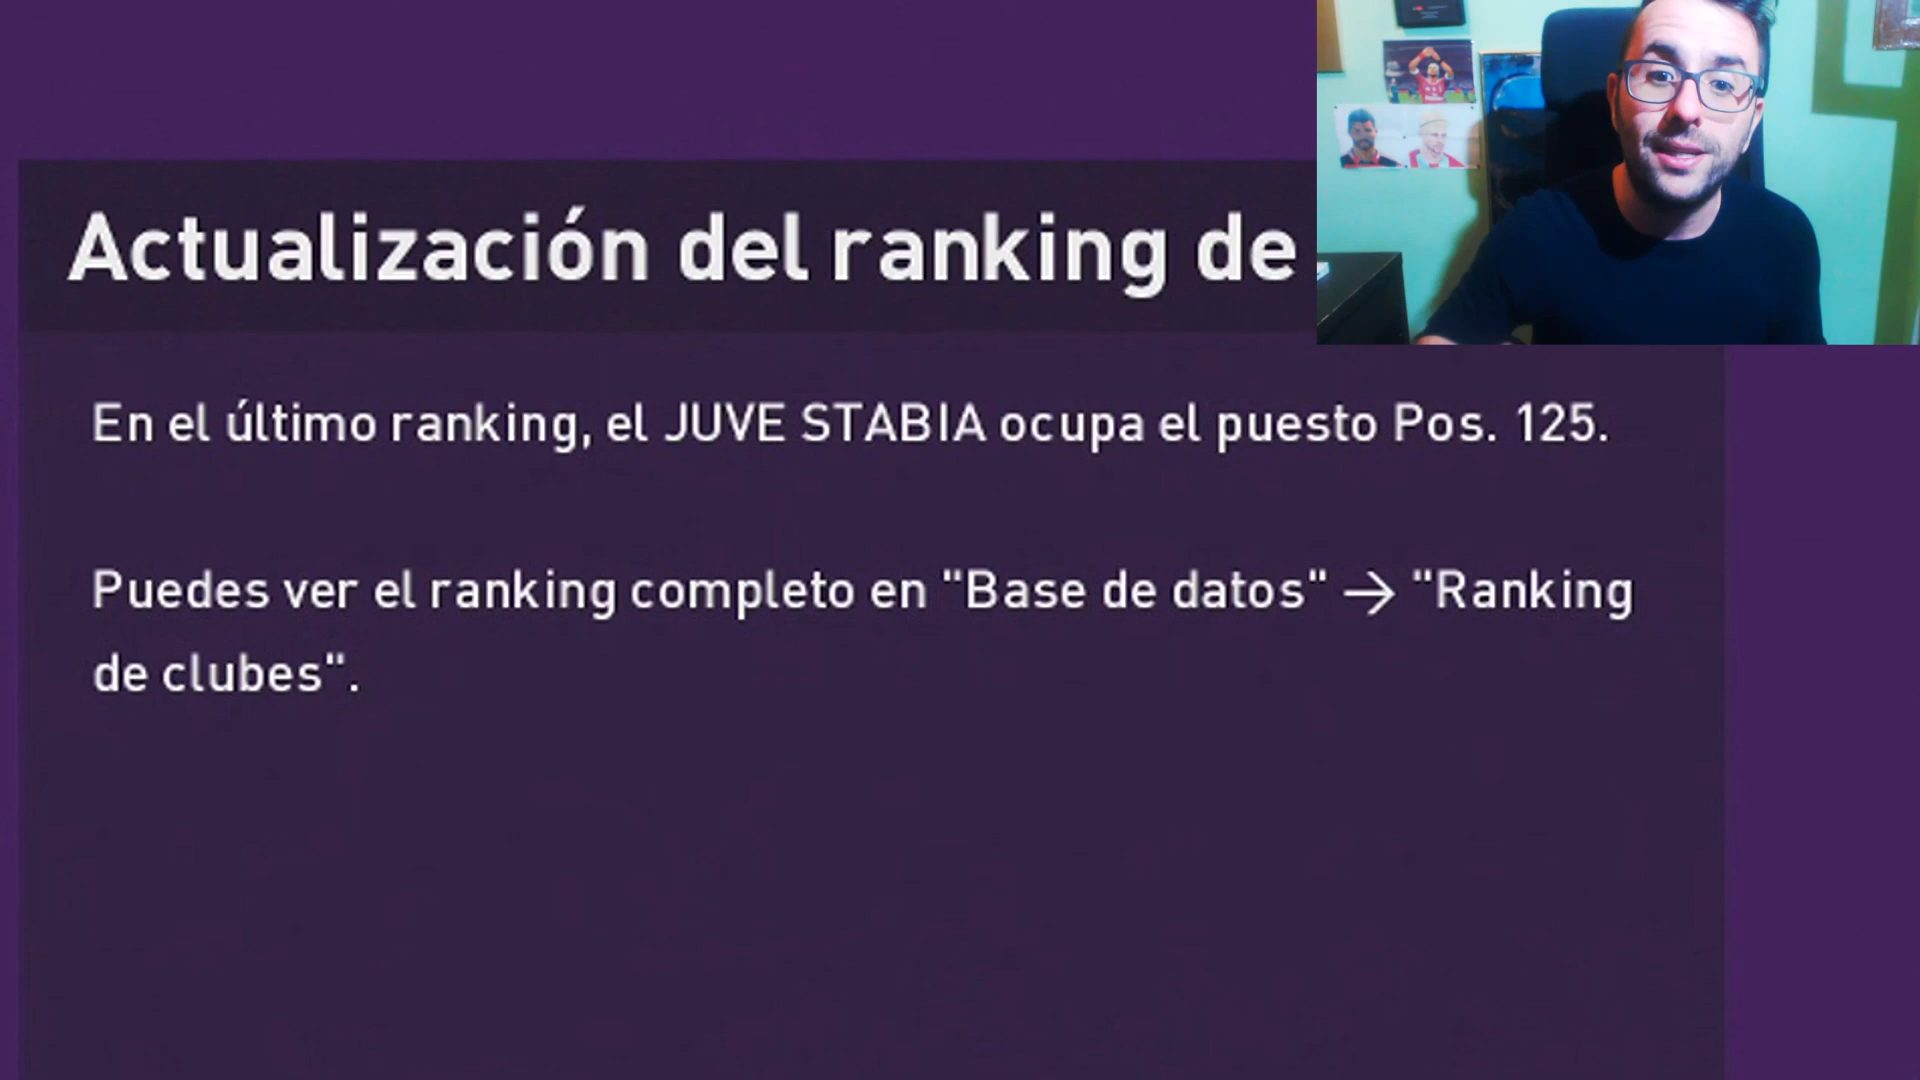 Actualización del ranking de
En el último ranking, el JUVE STABIA ocupa el puesto Pos. 125.
Puedes ver el ranking completo en "Base de datos" → "Ranking
de clubes".